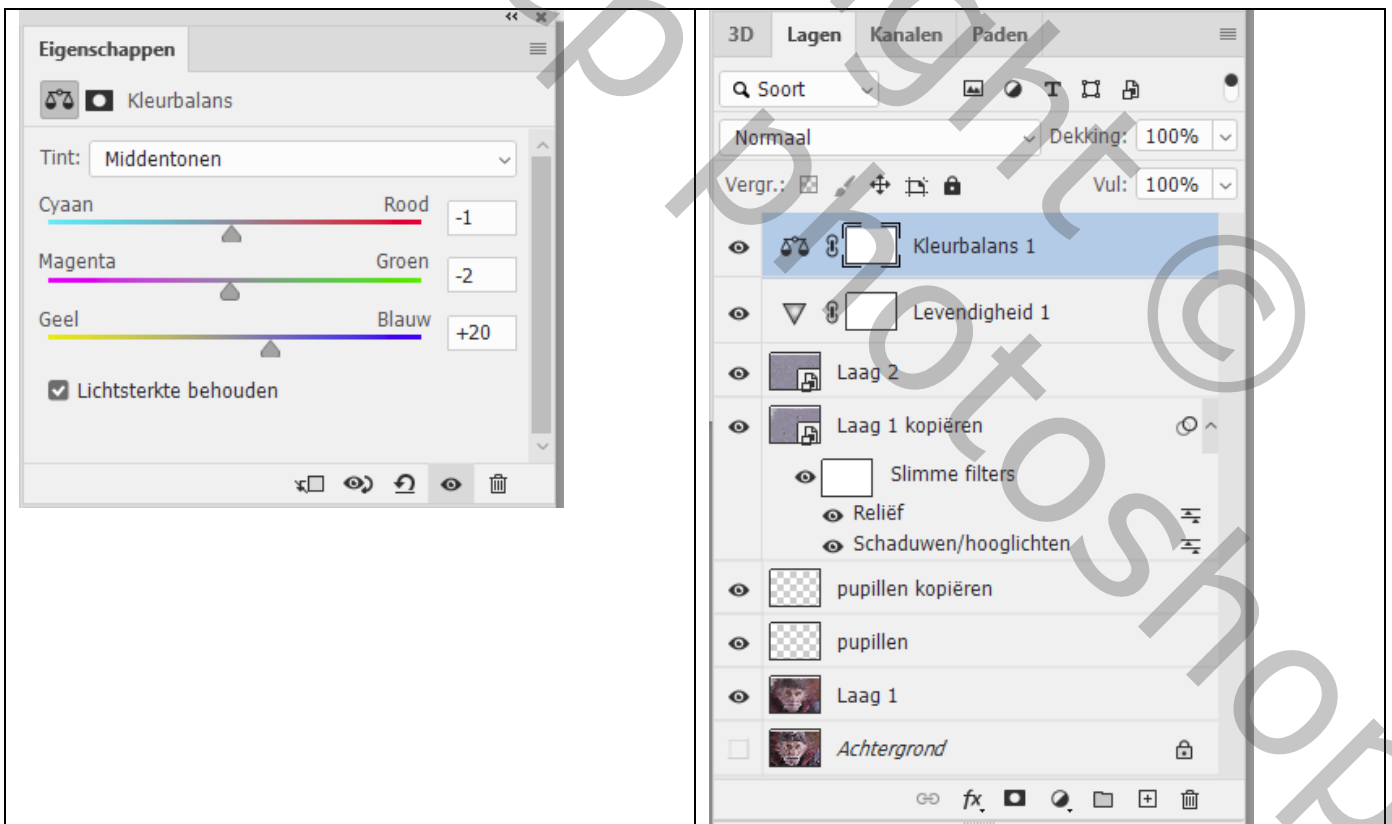 Eigenschappen
Kleurbalans
Tint: Middentonen
Cyaan Rood -1
Magenta Groen -2
Geel Blauw +20
Lichtsterkte behouden
3D Lagen Kanalen Paden
Soort
Normaal Dekking: 100%
Vergr.: Vul: 100%
Kleurbalans 1
Levendigheid 1
Laag 2
Laag 1 kopiëren
Slimme filters
Reliëf
Schaduwen/hooglichten
pupillen kopiëren
pupillen
Laag 1
Achtergrond
fx
©
photoshop